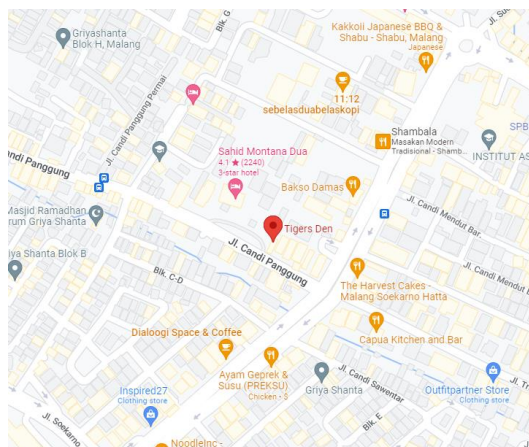 Griyashanta
Blok H, Malang
Blk. G
Kakkoii Japanese BBQ &
Shabu - Shabu, Malang
Japanese
Jl. Candi Panggung Permai
11:12
sebelasduabelaskopi
SPB
Shambala
Masakan Modern
Tradisional - Shamb...
INSTITUT AS
Sahid Montana Dua
4.1 ★ (2240)
3-star hotel
andi Panggung
Bakso Damas
Jl. Candi Mendut Bar.
Masjid Ramadhan
rum Griya Shanta
Tigers Den
Jl. Candi Panggung
iya Shanta Blok B
Blk. C-D
Jl. Candi Mendut
The Harvest Cakes -
Malang Soekarno Hatta
Dialoogi Space & Coffee
Capua Kitchen and Bar
Ayam Geprek &
Susu (PREKSU)
Chicken - $
Griya Shanta
Jl. Candi Sawentar
Inspired27
Clothing store
Outfitpartner Store
Clothing store
Jl. Soekarno
Blk. E
NoodleInc -